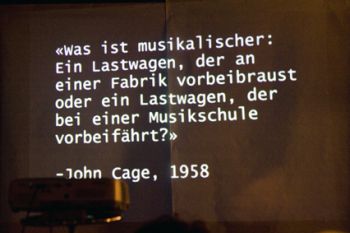 «Was ist musikalischer:
Ein Lastwagen, der an
einer Fabrik vorbeibraust
oder ein Lastwagen, der
bei einer Musikschule
vorbeifährt?»
-John Cage, 1958